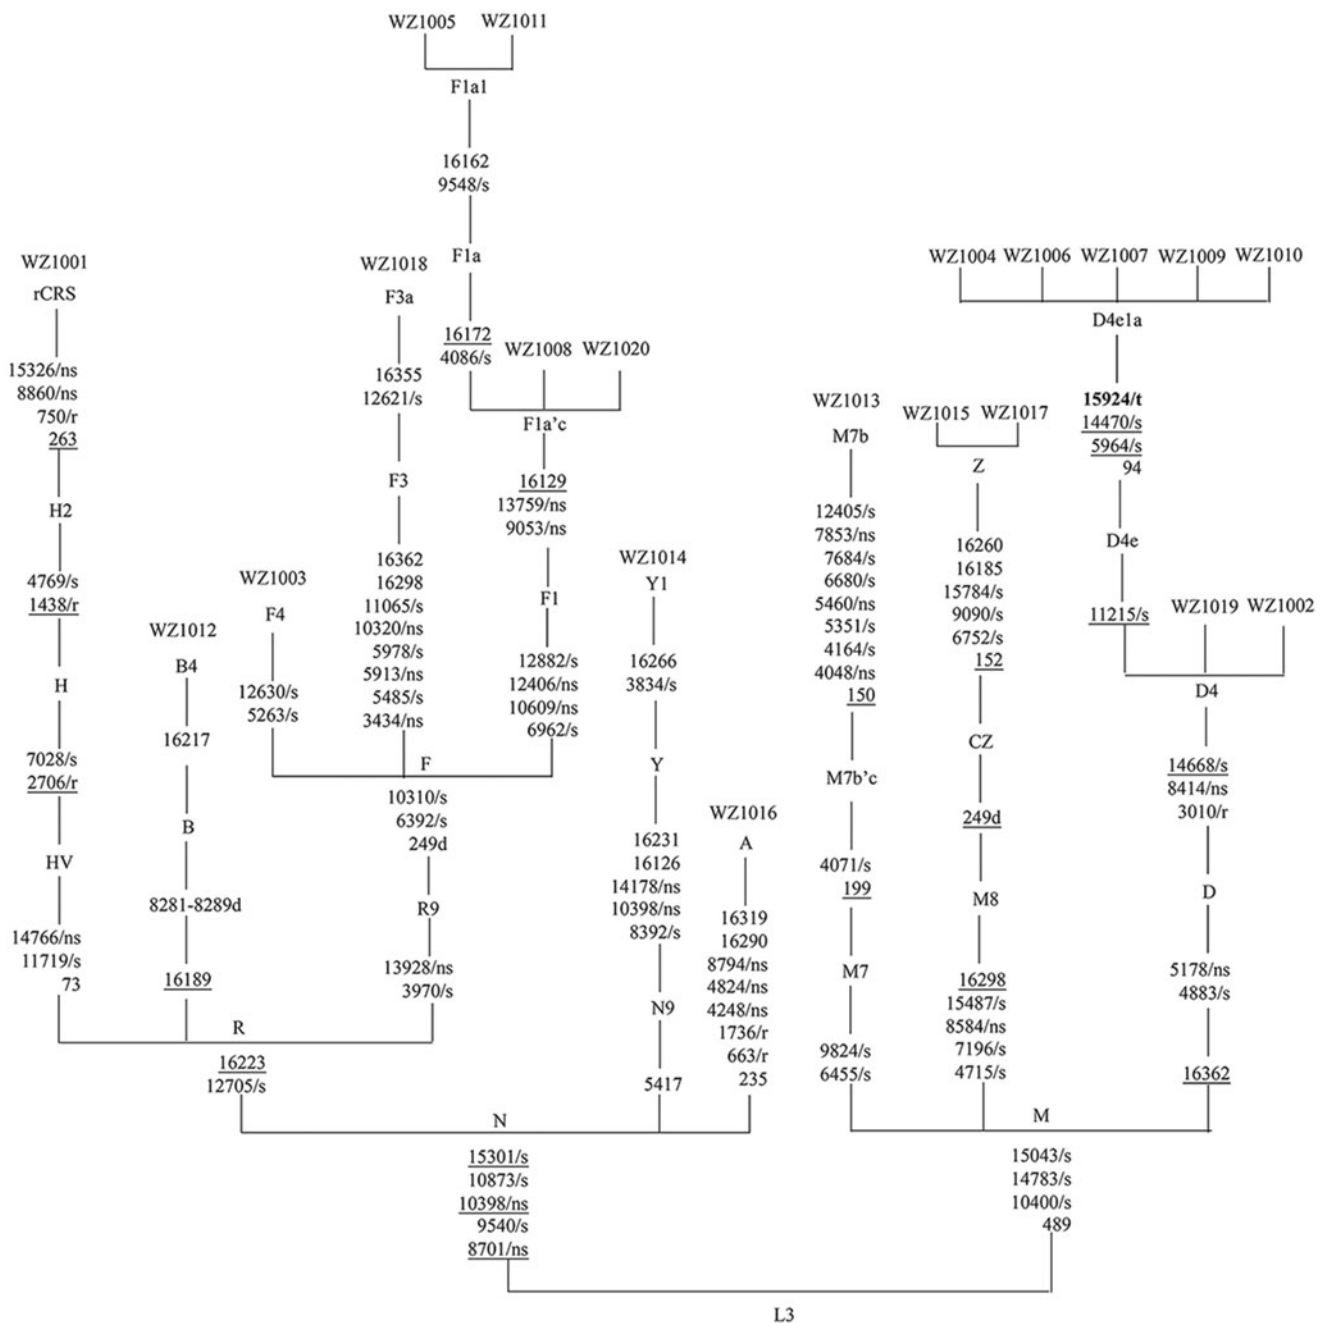 WZ1005 WZ1011
F1a1
16162
9548/s
F1a
16172
4086/s
WZ1008 WZ1020
F1a'c
16129
13759/ns
9053/ns
F1
12882/s
12406/ns
10609/ns
6962/s
WZ1001
rCRS
15326/ns
8860/ns
750/r
263
H2
4769/s
1438/r
H
7028/s
2706/r
HV
14766/ns
11719/s
73
WZ1012
B4
16217
B
8281-8289d
16189
WZ1003
F4
12630/s
5263/s
WZ1018
F3a
16355
12621/s
F3
16362
16298
11065/s
10320/ns
5978/s
5913/ns
5485/s
3434/ns
F
10310/s
6392/s
249d
R9
13928/ns
3970/s
R
16223
12705/s
WZ1014
Y1
16266
3834/s
Y
16231
16126
14178/ns
10398/ns
8392/s
N9
5417
WZ1016
A
16319
16290
8794/ns
4824/ns
4248/ns
1736/r
663/r
235
N
15301/s
10873/s
10398/ns
9540/s
8701/ns
WZ1013
M7b
12405/s
7853/ns
7684/s
6680/s
5460/ns
5351/s
4164/s
4048/ns
150
M7b'c
4071/s
199
M7
9824/s
6455/s
WZ1015 WZ1017
Z
16260
16185
15784/s
9090/s
6752/s
152
CZ
249d
M8
16298
15487/s
8584/ns
7196/s
4715/s
WZ1004 WZ1006 WZ1007 WZ1009 WZ1010
D4e1a
15924/t
14470/s
5964/s
94
D4e
11215/s
WZ1019 WZ1002
D4
14668/s
8414/ns
3010/r
D
5178/ns
4883/s
16362
M
15043/s
14783/s
10400/s
489
L3